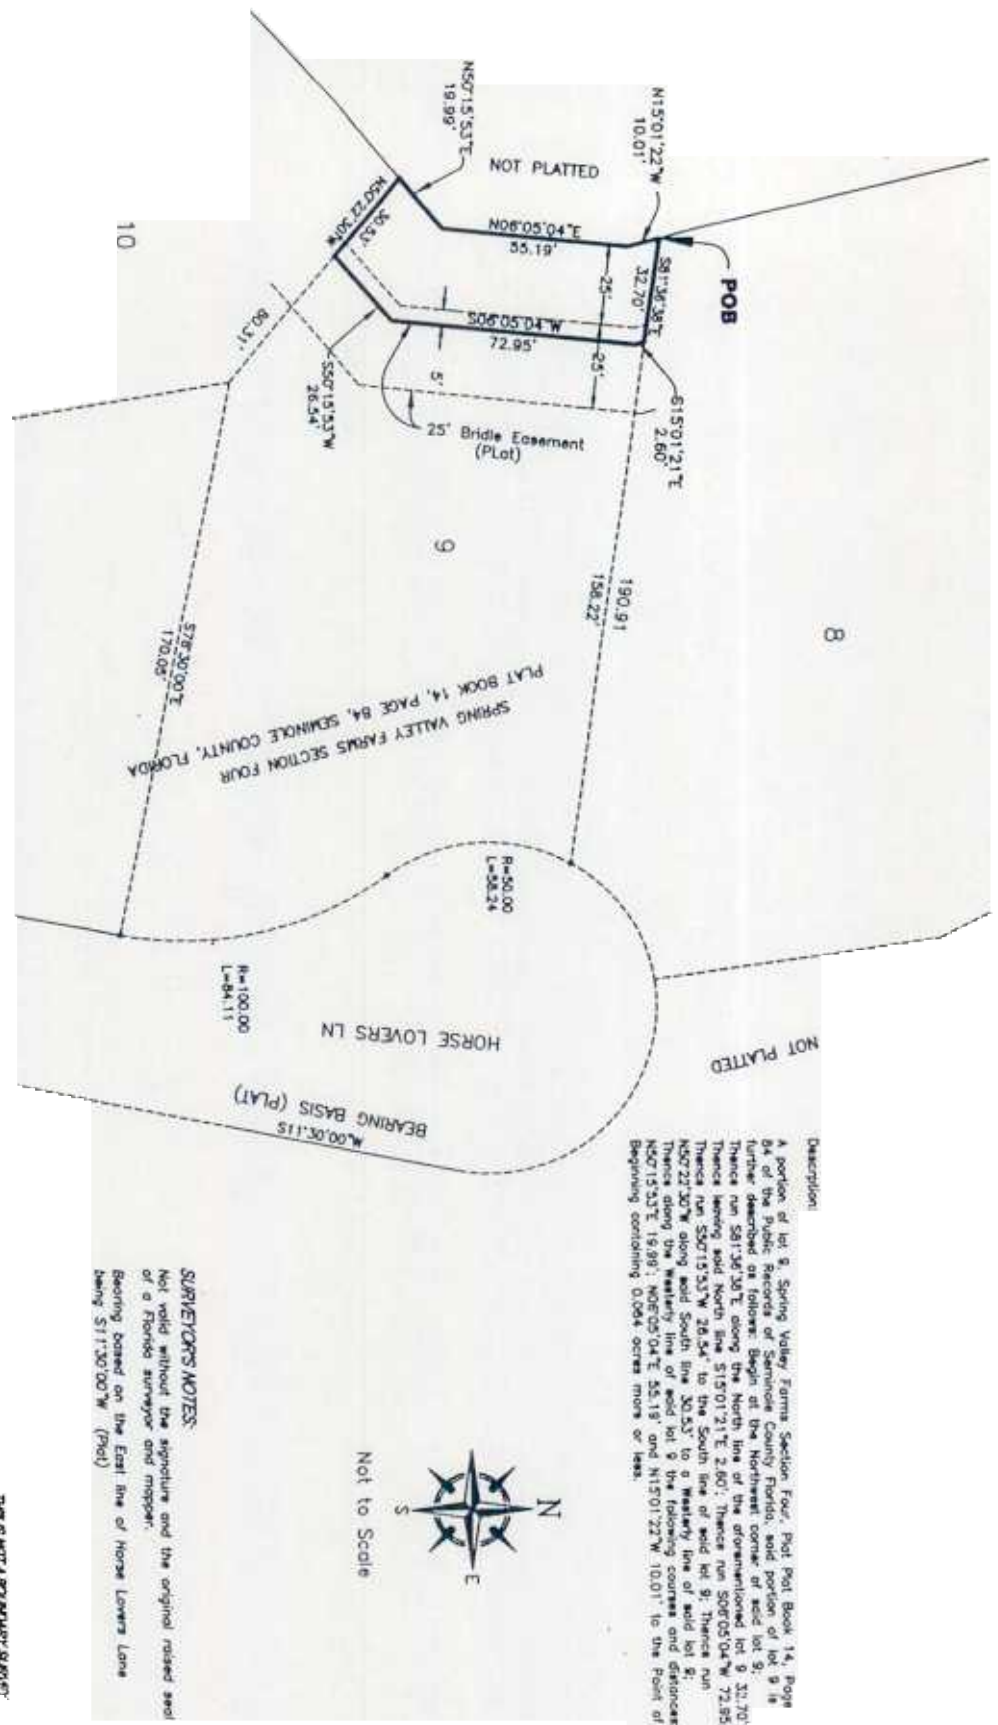 N50°15'53"E
19.99'
NOT PLATTED
N15°01'22"W
10.01'
POB
N50°22'30"W
30.53'
N06°05'04"E
55.19'
25'
S81°36'38"E
32.70'
S06°05'04"W
72.95'
25'
80.31'
S50°15'53"W
26.54'
5'
25' Bridle Easement
(PLat)
S15°01'21"E
2.60'
10
9
8
190.91
158.22'
S78°30'00"E
170.05'
SPRING VALLEY FARMS SECTION FOUR
PLAT BOOK 14, PAGE 84, SEMINOLE COUNTY, FLORIDA
R=50.00
L=58.24
R=100.00
L=84.11
HORSE LOVERS LN
NOT PLATTED
BEARING BASIS (PLAT)
S11°30'00"W
Description:
A portion of lot 9, Spring Valley Farms Section Four, Plat Plat Book 14, Page
84 of the Public Records of Seminole County Florida, said portion of lot 9 is
further described as follows: Begin at the Northwest corner of said lot 9;
Thence run S81°36'38"E along the North line of the aforementioned lot 9 32.70'
Thence leaving said North line S15°01'21"E 2.60'; Thence run S06°05'04"W 72.95
Thence run S50°15'53"W 26.54' to the South line of said lot 9; Thence run
N50°22'30"W along said South line 30.53' to a Westerly line of said lot 9;
Thence along the Westerly line of said lot 9 the following courses and distances
N50°15'53"E 19.99'; N06°05'04"E 55.19' and N15°01'22"W 10.01' to the Point of
Beginning containing 0.064 acres more or less.
N
S
E
Not to Scale
SURVEYOR'S NOTES:
Not valid without the signature and the original raised seal
of a Florida surveyor and mapper.
Bearing based on the East line of Horse Lovers Lane
being S11°30'00"W (Plat)
THIS IS NOT A BOUNDARY SURVEY